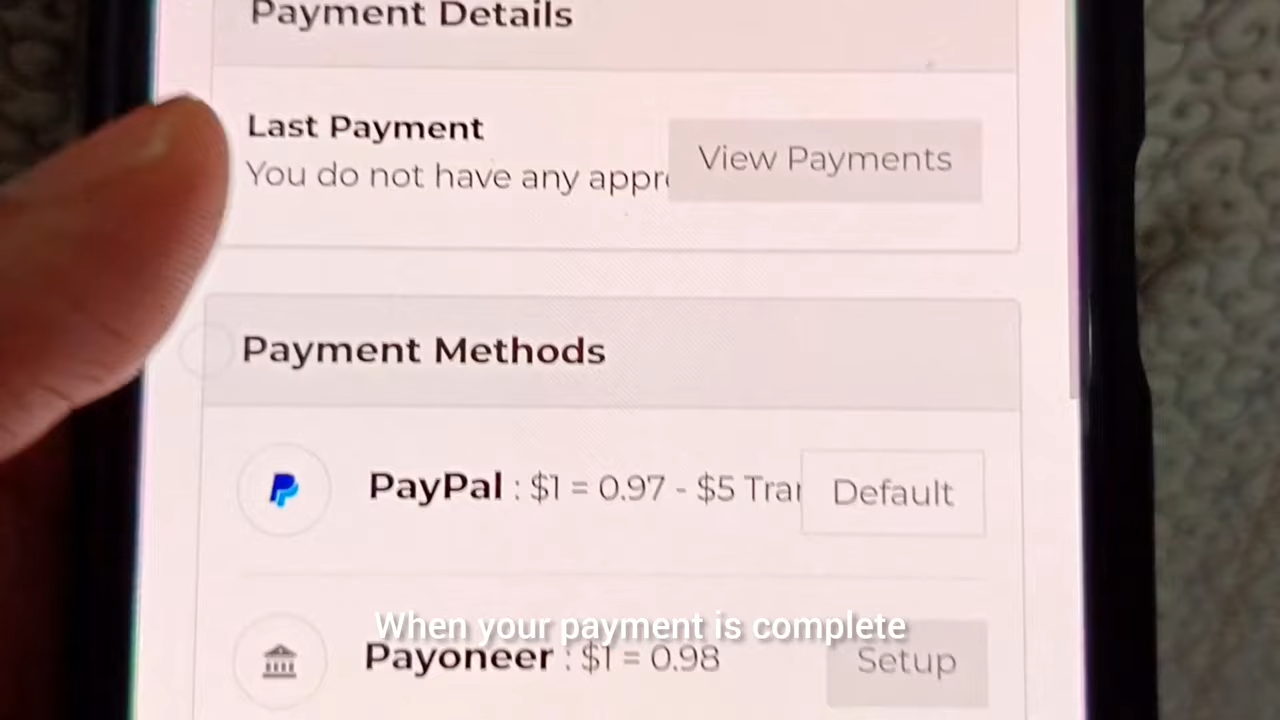 Payment Details
Last Payment
You do not have any appr
View Payments
Payment Methods
PayPal : $1 = 0.97 - $5 Tra
Default
When your payment is complete
Payoneer : $1 = 0.98
Setup